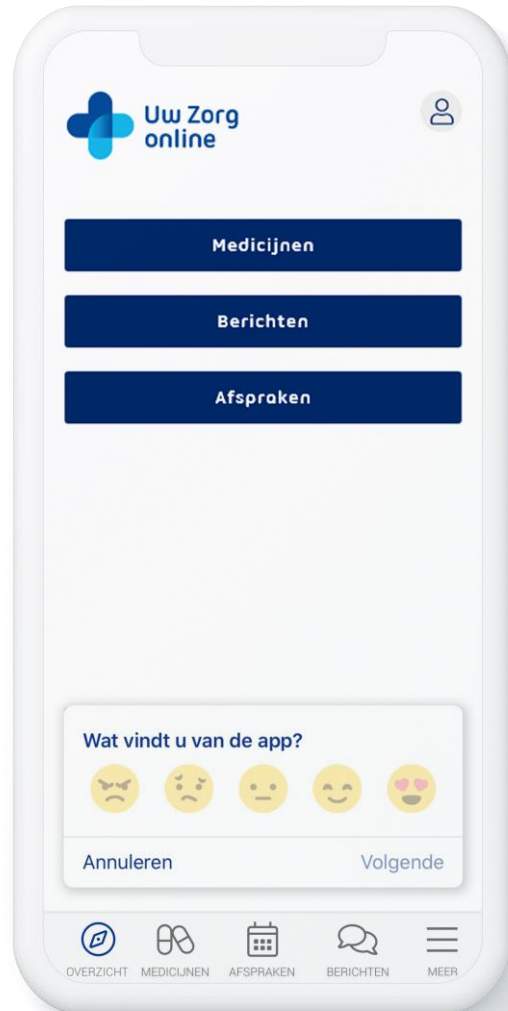 Uw Zorg
online
Medicijnen
Berichten
Afspraken
Wat vindt u van de app?
Annuleren Volgende
OVERZICHT MEDICIJNEN AFSPRAKEN BERICHTEN MEER